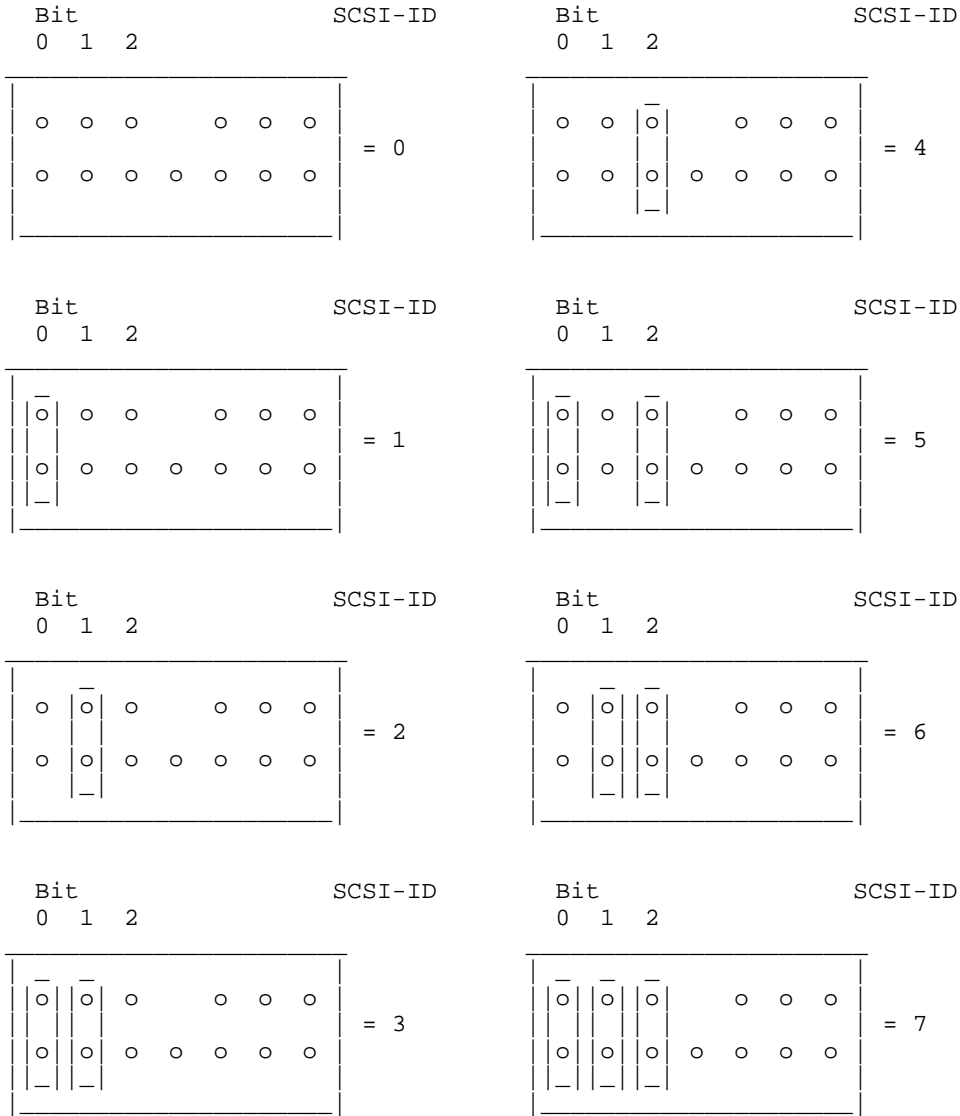 Bit SCSI-ID Bit SCSI-ID
0 1 2 0 1 2
o o o o o o o o o o o o
= 0 = 4
o o o o o o o o o o o o o o
Bit SCSI-ID Bit SCSI-ID
0 1 2 0 1 2
o o o o o o o o o o o o
= 1 = 5
o o o o o o o o o o o o o o
Bit SCSI-ID Bit SCSI-ID
0 1 2 0 1 2
o o o o o o o o o o o o
= 2 = 6
o o o o o o o o o o o o o o
Bit SCSI-ID Bit SCSI-ID
0 1 2 0 1 2
o o o o o o o o o o o o
= 3 = 7
o o o o o o o o o o o o o o